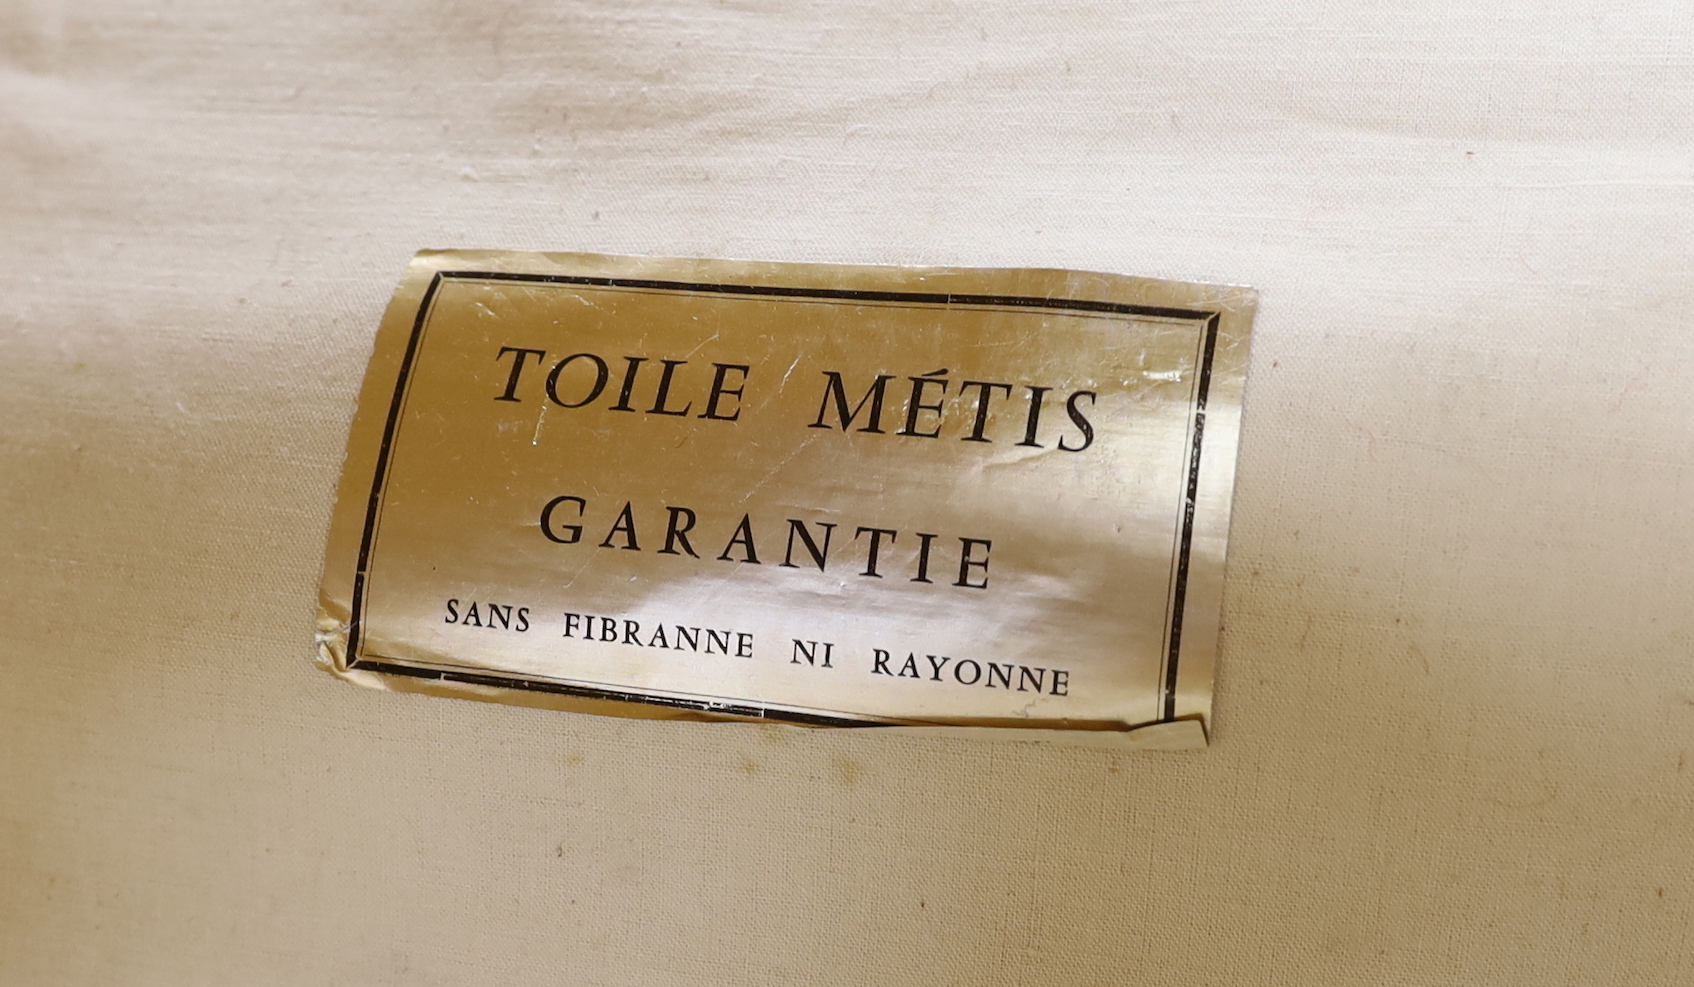 TOILE MÉTIS
GARANTIE
SANS FIBRANNE NI RAYONNE